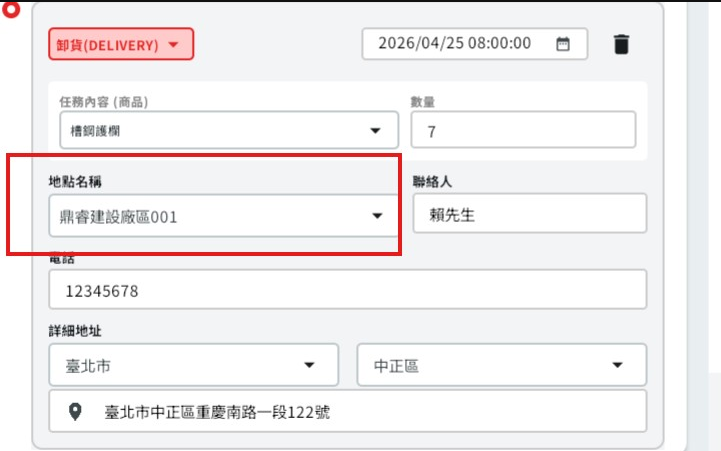 卸貨(DELIVERY)
2026/04/25 08:00:00
任務內容 (商品)
數量
槽鋼護欄
7
地點名稱
聯絡人
鼎睿建設廠區001
賴先生
電話
12345678
詳細地址
臺北市
中正區
臺北市中正區重慶南路一段122號